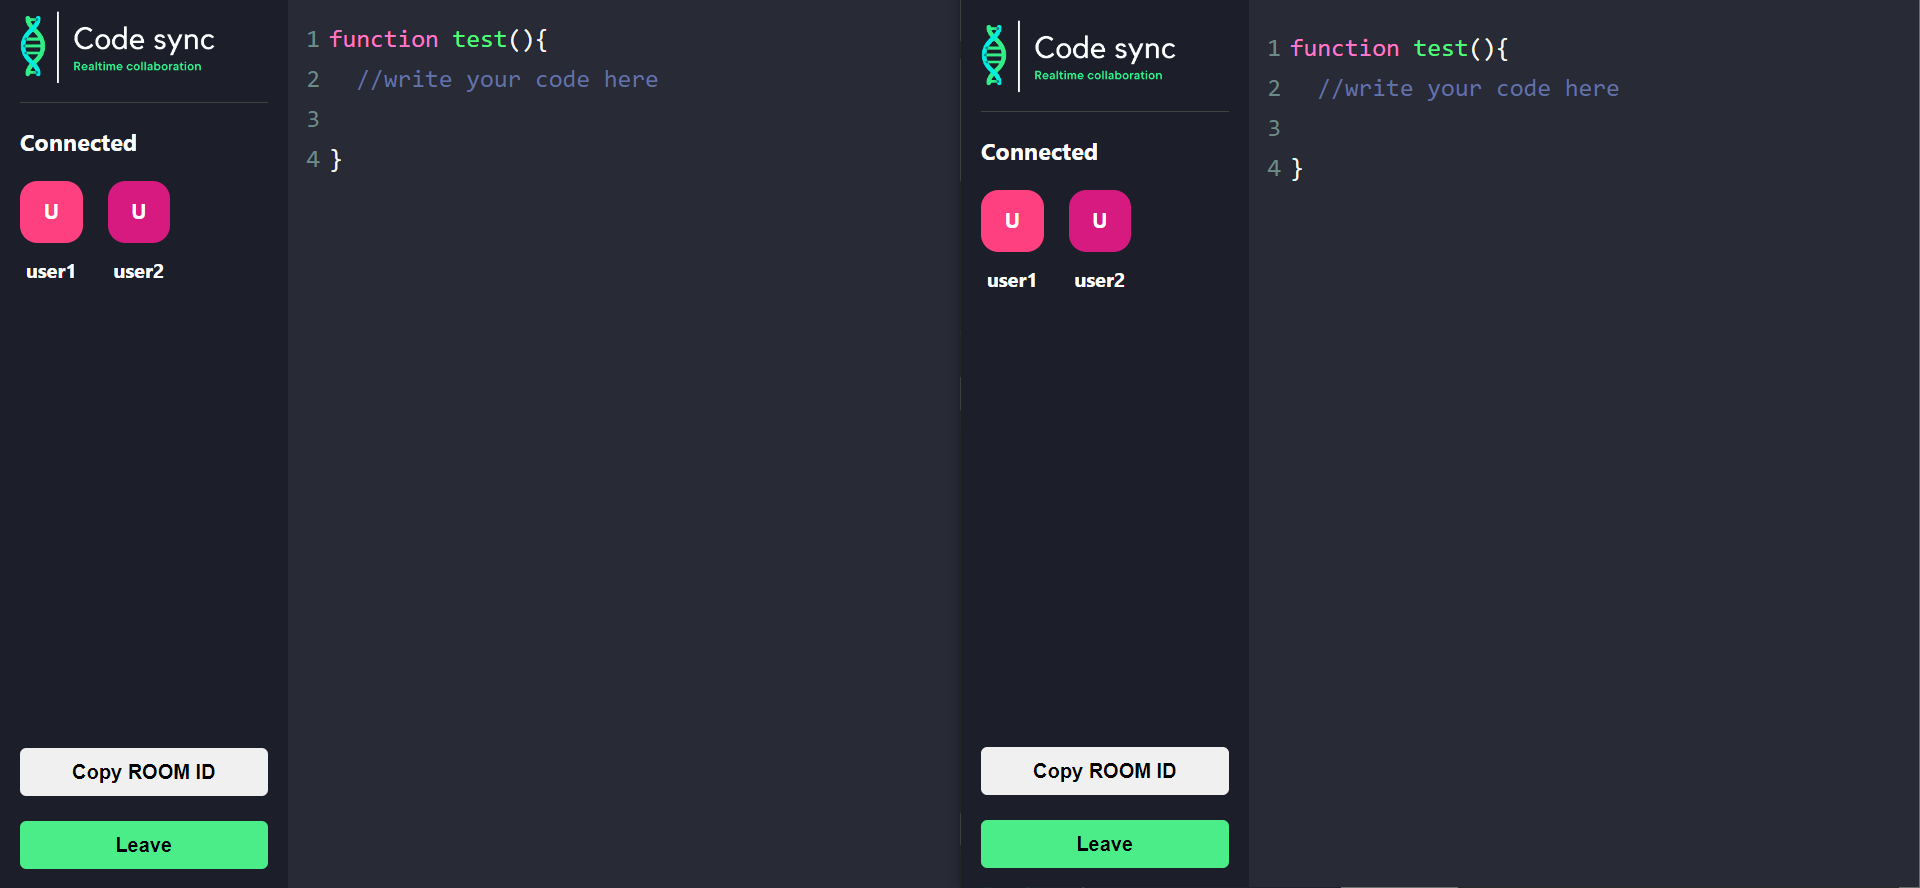 Code sync
Realtime collaboration
Connected
U U
user1 user2
Copy ROOM ID
Leave
1 function test(){
2   //write your code here
3
4 }
Code sync
Realtime collaboration
Connected
U U
user1 user2
Copy ROOM ID
Leave
1 function test(){
2   //write your code here
3
4 }